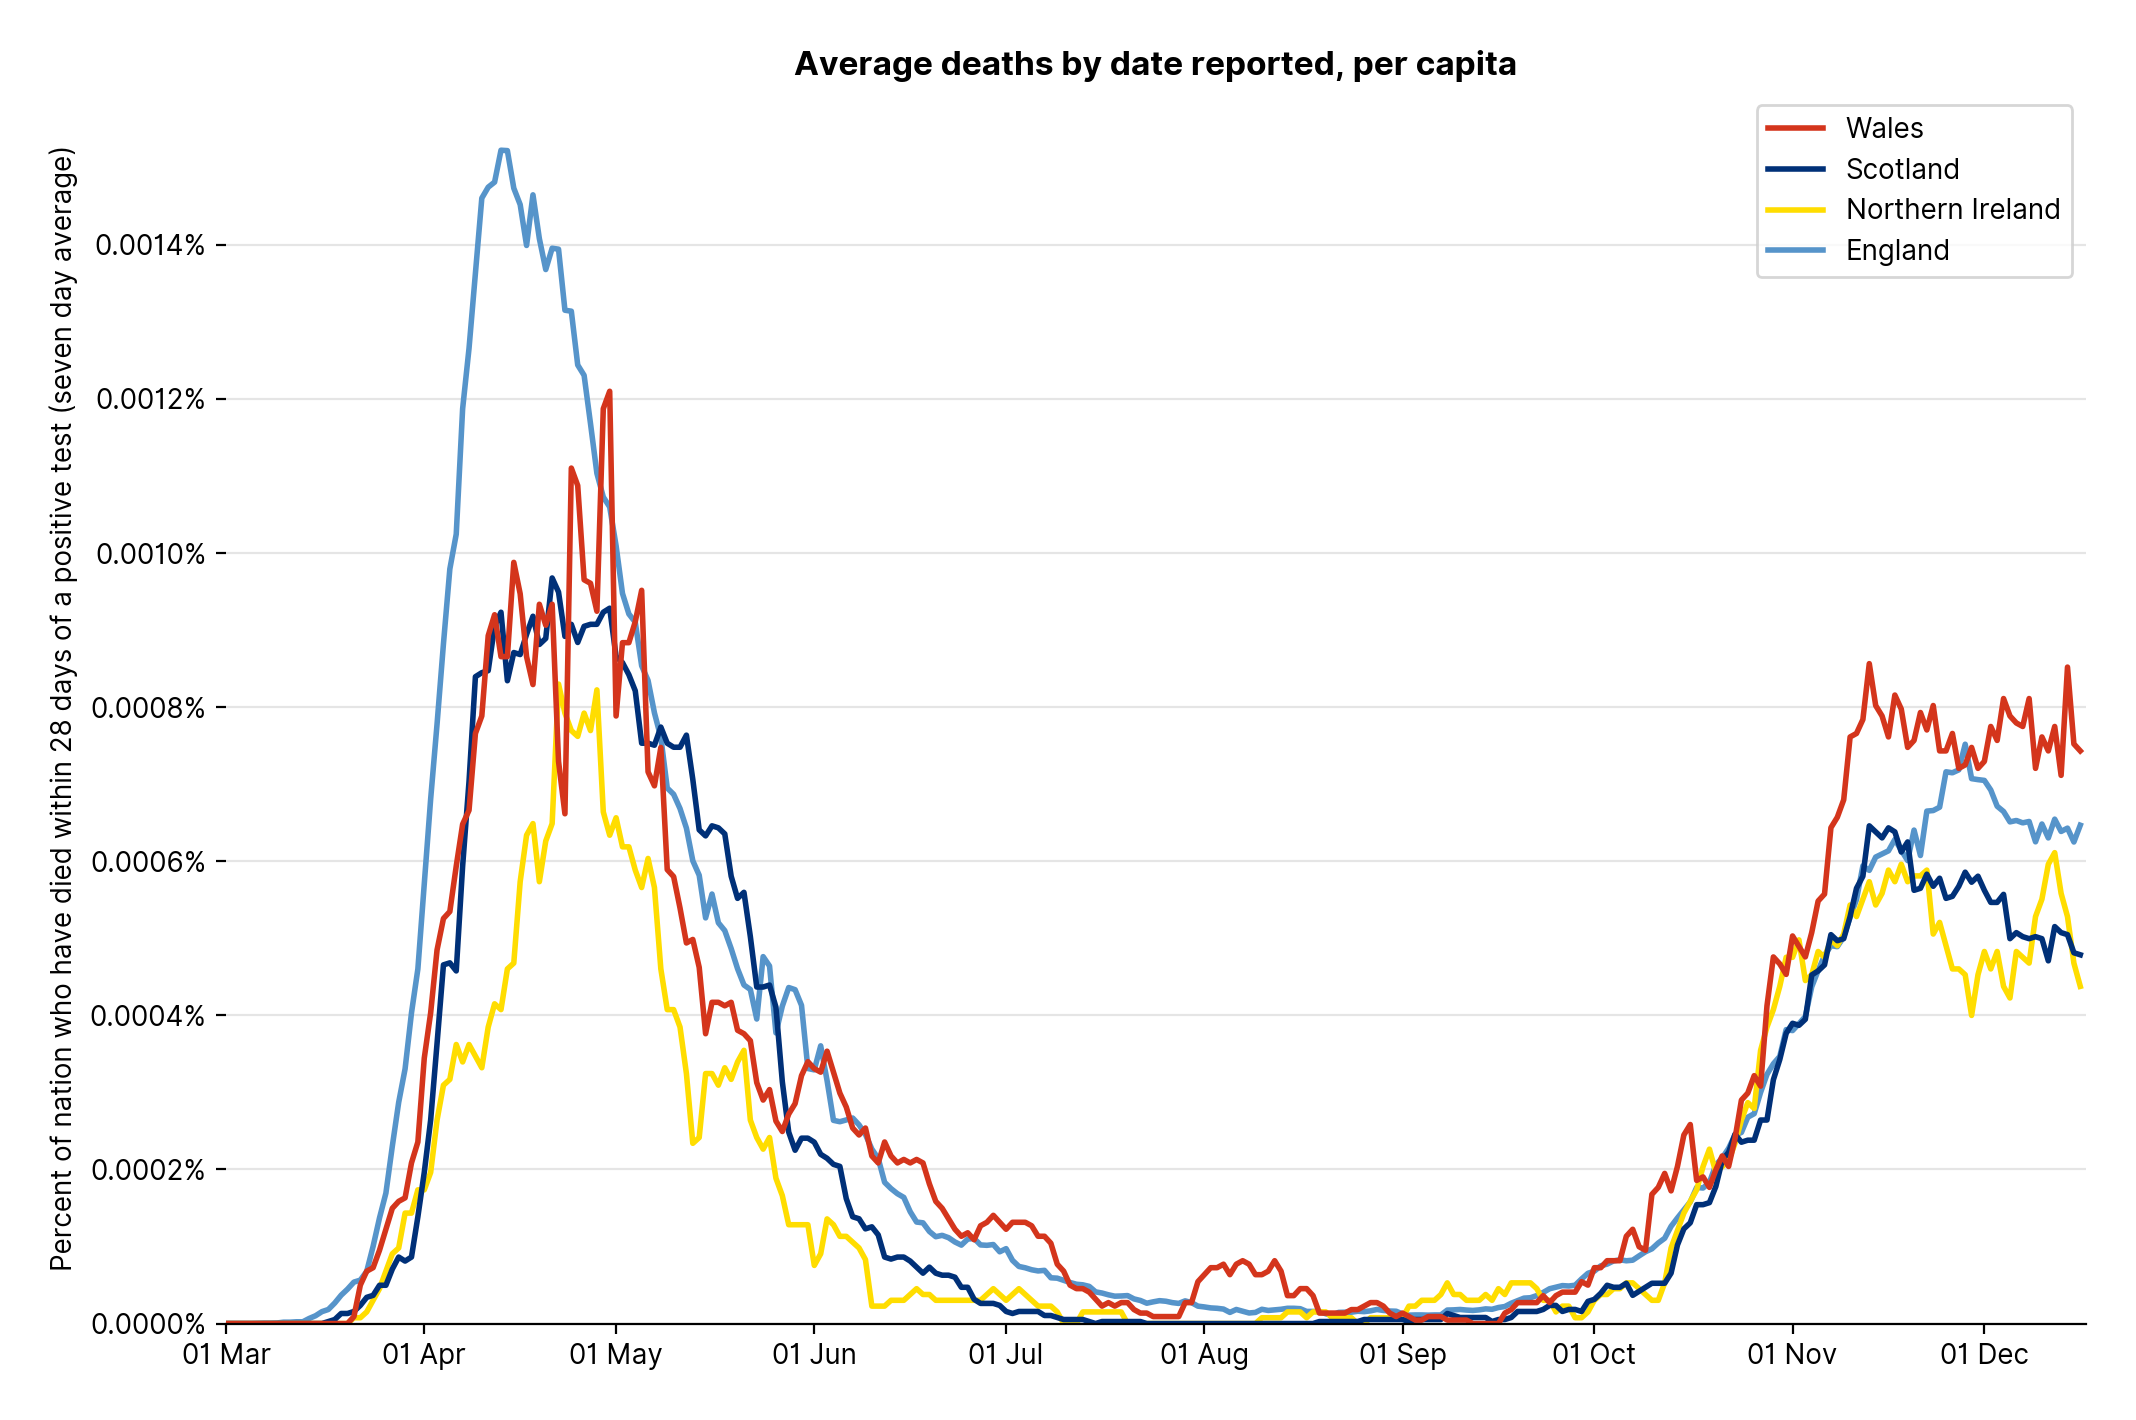 Average deaths by date reported, per capita
Wales
Scotland
Northern Ireland
England
Percent of nation who have died within 28 days of a positive test (seven day average)
0.0014%
0.0012%
0.0010%
0.0008%
0.0006%
0.0004%
0.0002%
0.0000%
01 Mar 01 Apr 01 May 01 Jun 01 Jul 01 Aug 01 Sep 01 Oct 01 Nov 01 Dec